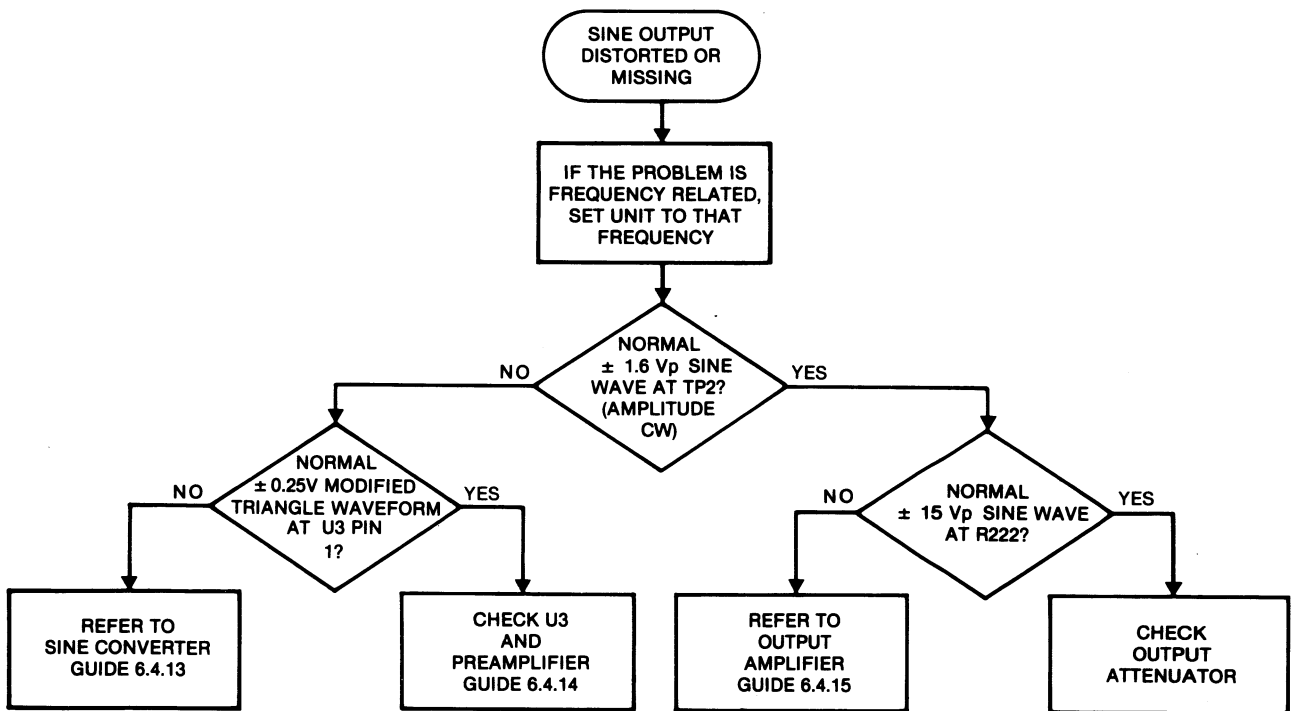 SINE OUTPUT
DISTORTED OR
MISSING
IF THE PROBLEM IS
FREQUENCY RELATED,
SET UNIT TO THAT
FREQUENCY
NORMAL
± 1.6 Vp SINE
WAVE AT TP2?
(AMPLITUDE
CW)
NO
YES
NORMAL
± 0.25V MODIFIED
TRIANGLE WAVEFORM
AT U3 PIN
1?
NO
YES
NORMAL
± 15 Vp SINE WAVE
AT R222?
NO
YES
REFER TO
SINE CONVERTER
GUIDE 6.4.13
CHECK U3
AND
PREAMPLIFIER
GUIDE 6.4.14
REFER TO
OUTPUT
AMPLIFIER
GUIDE 6.4.15
CHECK
OUTPUT
ATTENUATOR